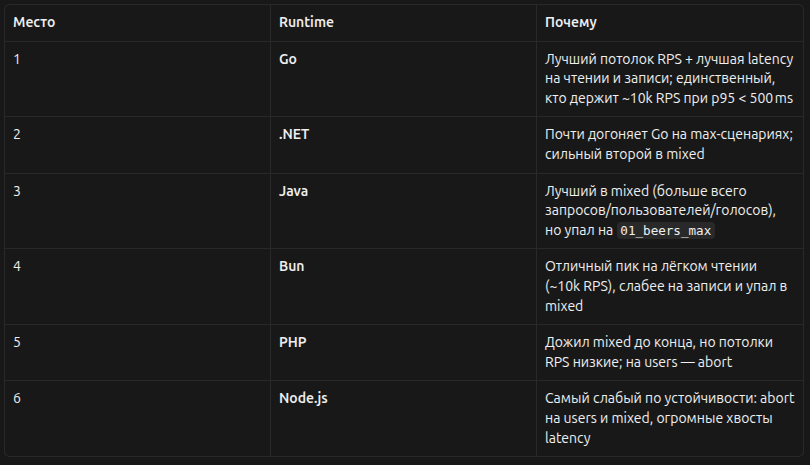 Место Runtime Почему
1 Go Лучший потолок RPS + лучшая latency
на чтении и записи; единственный,
кто держит ~10k RPS при p95 < 500 ms
2 .NET Почти догоняет Go на max-сценариях;
сильный второй в mixed
3 Java Лучший в mixed (больше всего
запросов/пользователей/голосов),
но упал на 01_beers_max
4 Bun Отличный пик на лёгком чтении
(~10k RPS), слабее на записи и упал в
mixed
5 PHP Дожил mixed до конца, но потолки
RPS низкие; на users — abort
6 Node.js Самый слабый по устойчивости: abort
на users и mixed, огромные хвосты
latency